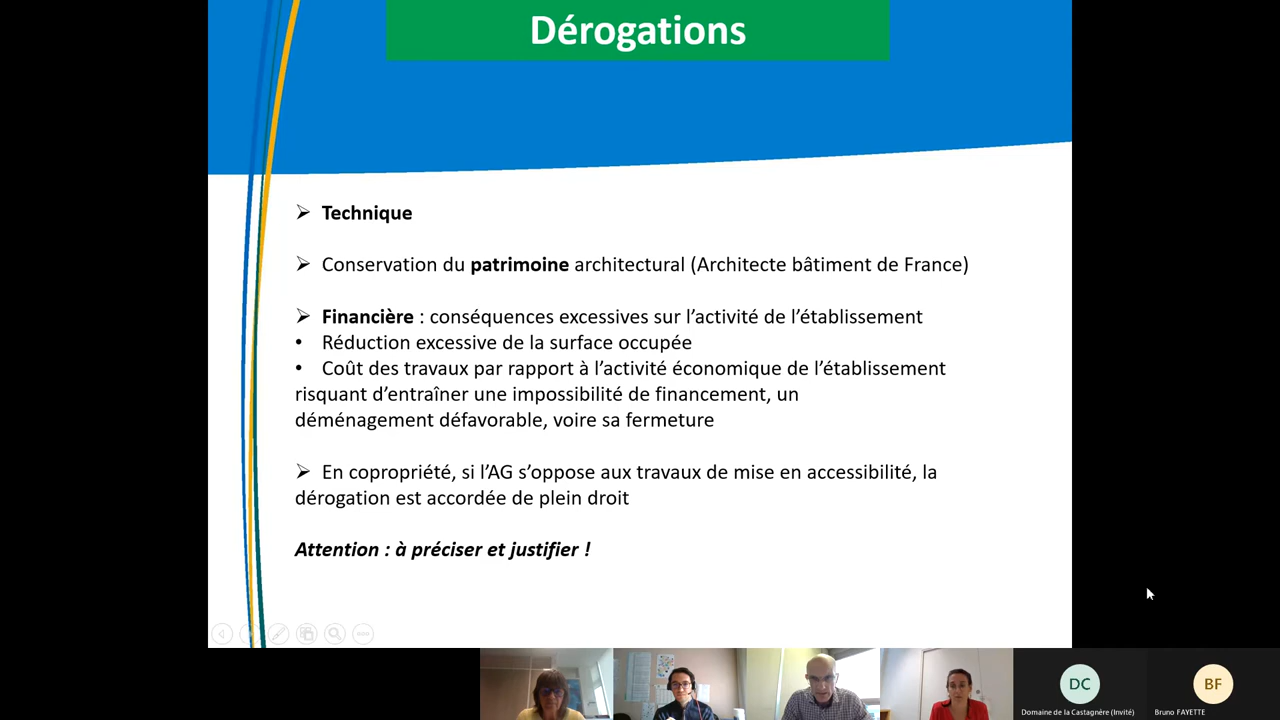 Dérogations
➢ Technique
➢ Conservation du patrimoine architectural (Architecte bâtiment de France)
➢ Financière : conséquences excessives sur l’activité de l’établissement
• Réduction excessive de la surface occupée
• Coût des travaux par rapport à l’activité économique de l’établissement
risquant d’entraîner une impossibilité de financement, un
déménagement défavorable, voire sa fermeture
➢ En copropriété, si l’AG s’oppose aux travaux de mise en accessibilité, la
dérogation est accordée de plein droit
Attention : à préciser et justifier !
DC
BF
Domaine de la Castagnère (Invité)
Bruno FAYETTE